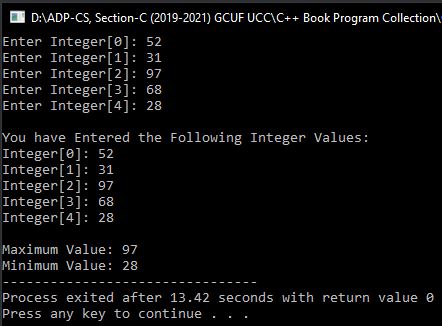 D:\ADP-CS, Section-C (2019-2021) GCUF UCC\C++ Book Program Collection\
Enter Integer[0]: 52
Enter Integer[1]: 31
Enter Integer[2]: 97
Enter Integer[3]: 68
Enter Integer[4]: 28
You have Entered the Following Integer Values:
Integer[0]: 52
Integer[1]: 31
Integer[2]: 97
Integer[3]: 68
Integer[4]: 28
Maximum Value: 97
Minimum Value: 28
--------------------------------
Process exited after 13.42 seconds with return value 0
Press any key to continue . . .